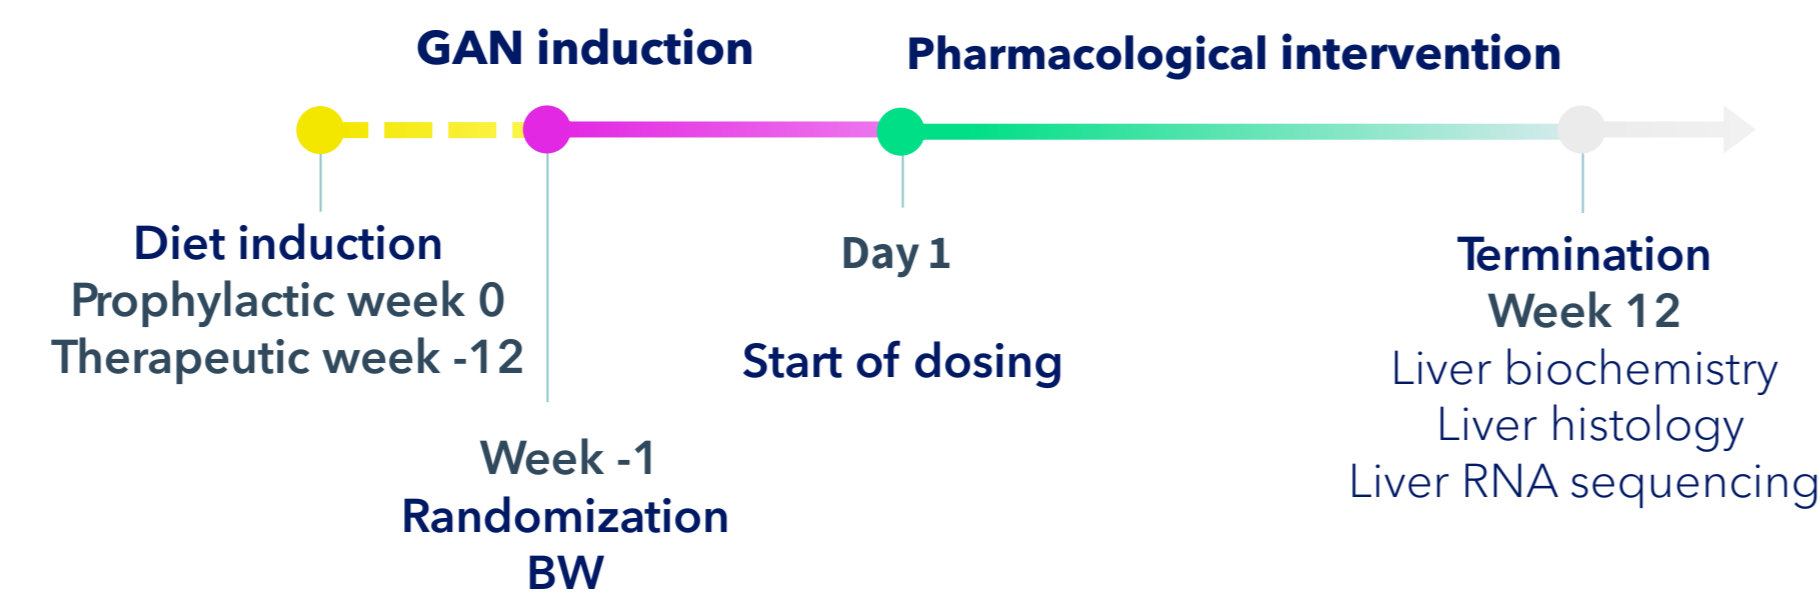 GAN induction
Pharmacological intervention
Diet induction
Prophylactic week 0
Therapeutic week -12
Week -1
Randomization
BW
Day 1
Start of dosing
Termination
Week 12
Liver biochemistry
Liver histology
Liver RNA sequencing